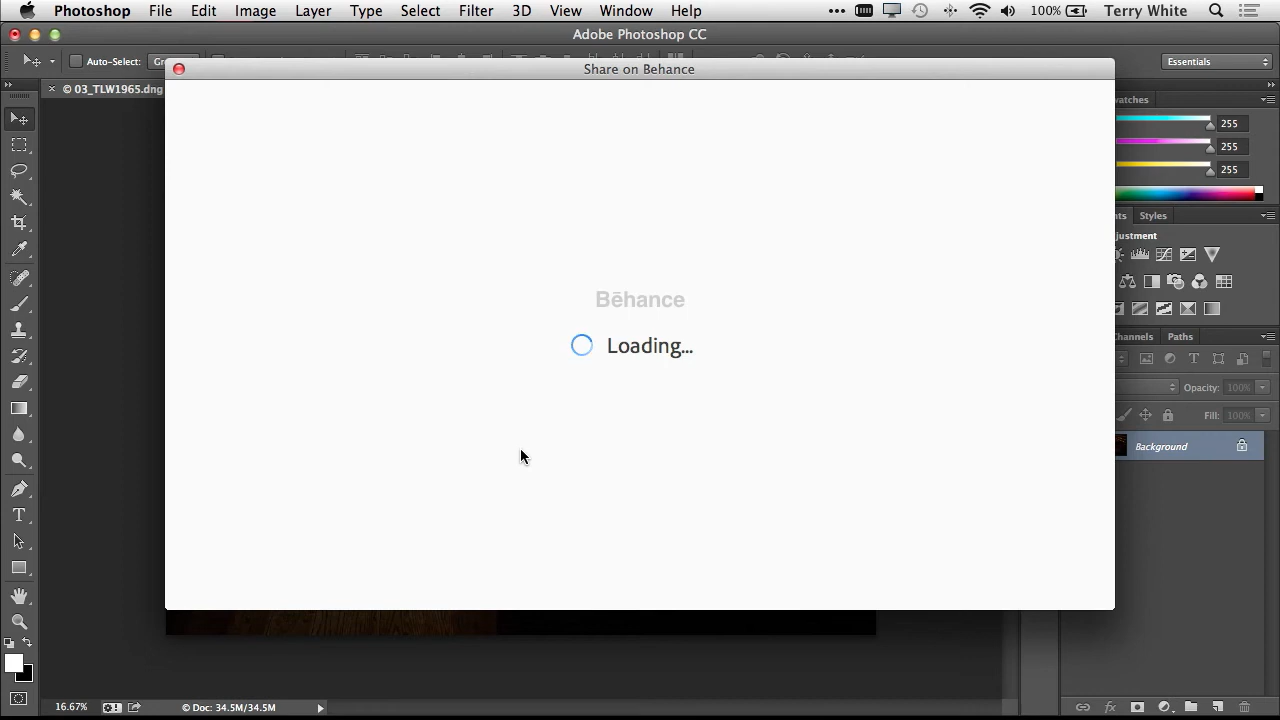 Photoshop File Edit Image Layer Type Select Filter 3D View Window Help 100% Terry White
Adobe Photoshop CC
Auto-Select: Essentials
Share on Behance
× © 03_TLW1965.dng
255
255
255
Styles
Bēhance
Loading...
Paths
Opacity: 100%
Fill: 100%
Background
16.67% © Doc: 34.5M/34.5M